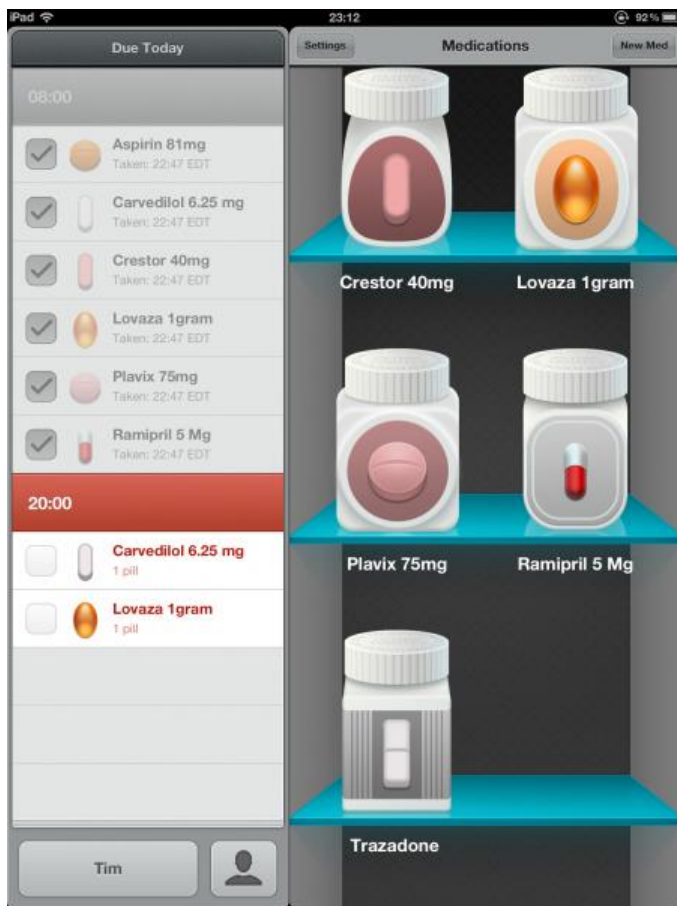 iPad 23:12 92%
Due Today
08:00
Aspirin 81mg
Taken: 22:47 EDT
Carvedilol 6.25 mg
Taken: 22:47 EDT
Crestor 40mg
Taken: 22:47 EDT
Lovaza 1gram
Taken: 22:47 EDT
Plavix 75mg
Taken: 22:47 EDT
Ramipril 5 Mg
Taken: 22:47 EDT
20:00
Carvedilol 6.25 mg
1 pill
Lovaza 1gram
1 pill
Tim
Settings Medications New Med
Crestor 40mg Lovaza 1gram
Plavix 75mg Ramipril 5 Mg
Trazadone